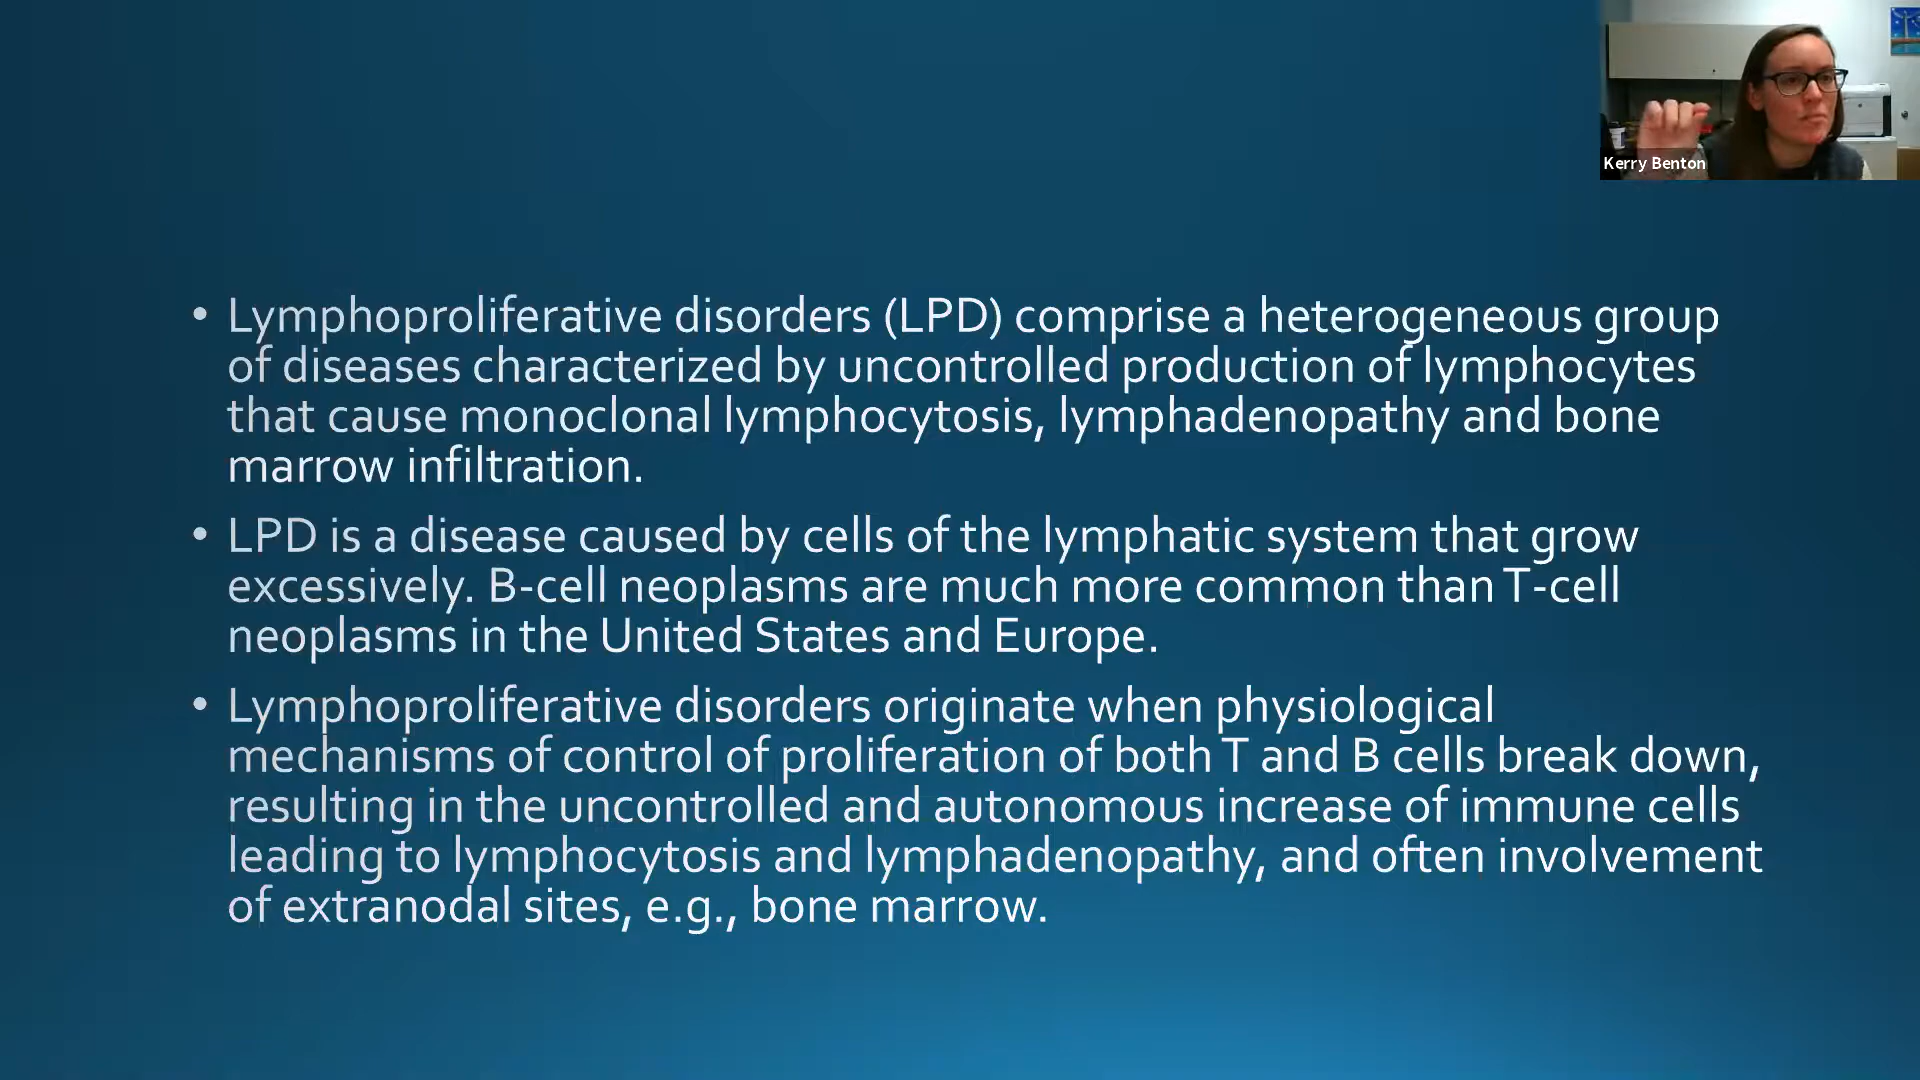 Kerry Benton
• Lymphoproliferative disorders (LPD) comprise a heterogeneous group
of diseases characterized by uncontrolled production of lymphocytes
that cause monoclonal lymphocytosis, lymphadenopathy and bone
marrow infiltration.
• LPD is a disease caused by cells of the lymphatic system that grow
excessively. B-cell neoplasms are much more common than T-cell
neoplasms in the United States and Europe.
• Lymphoproliferative disorders originate when physiological
mechanisms of control of proliferation of both T and B cells break down,
resulting in the uncontrolled and autonomous increase of immune cells
leading to lymphocytosis and lymphadenopathy, and often involvement
of extranodal sites, e.g., bone marrow.